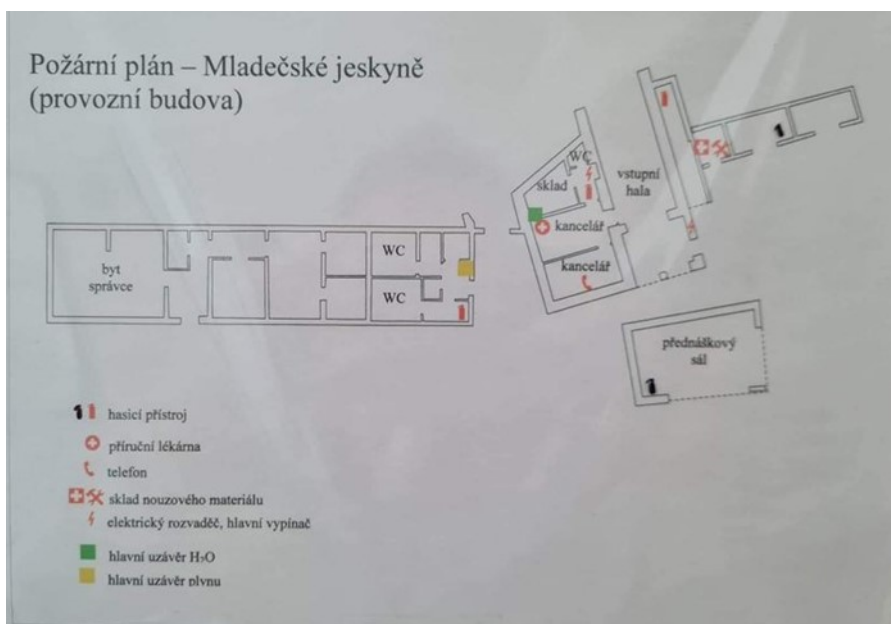 Požární plán – Mladečské jeskyně
(provozní budova)
WC
sklad
vstupní
hala
kancelář
kancelář
byt
správce
WC
WC
přednáškový
sál
hasicí přístroj
příruční lékárna
telefon
sklad nouzového materiálu
elektrický rozvaděč, hlavní vypínač
hlavní uzávěr H₂O
hlavní uzávěr plynu